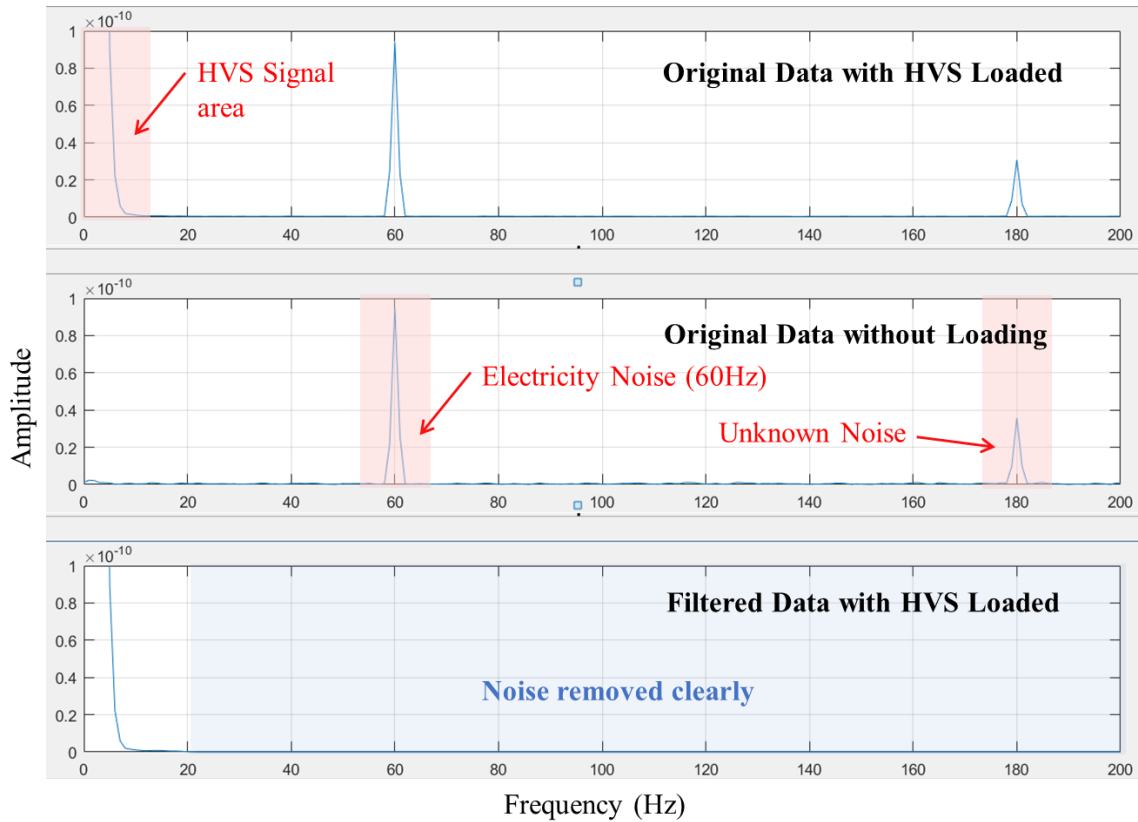 ×10⁻¹⁰
1
0.8
0.6
0.4
0.2
0
HVS Signal
area
Original Data with HVS Loaded
0 20 40 60 80 100 120 140 160 180 200
×10⁻¹⁰
1
0.8
0.6
0.4
0.2
0
Original Data without Loading
Electricity Noise (60Hz)
Unknown Noise
0 20 40 60 80 100 120 140 160 180 200
Amplitude
×10⁻¹⁰
1
0.8
0.6
0.4
0.2
0
Filtered Data with HVS Loaded
Noise removed clearly
0 20 40 60 80 100 120 140 160 180 200
Frequency (Hz)